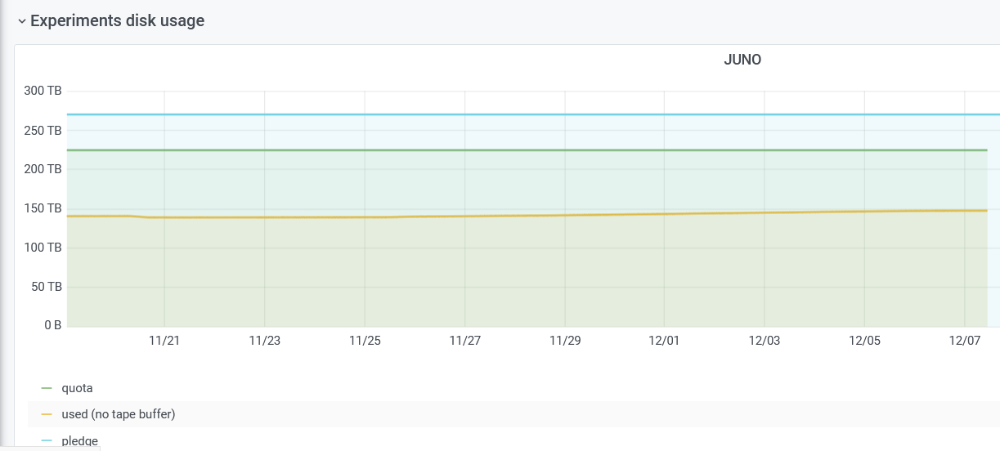 Experiments disk usage
JUNO
300 TB
250 TB
200 TB
150 TB
100 TB
50 TB
0 B
11/21 11/23 11/25 11/27 11/29 12/01 12/03 12/05 12/07
quota
used (no tape buffer)
pledge